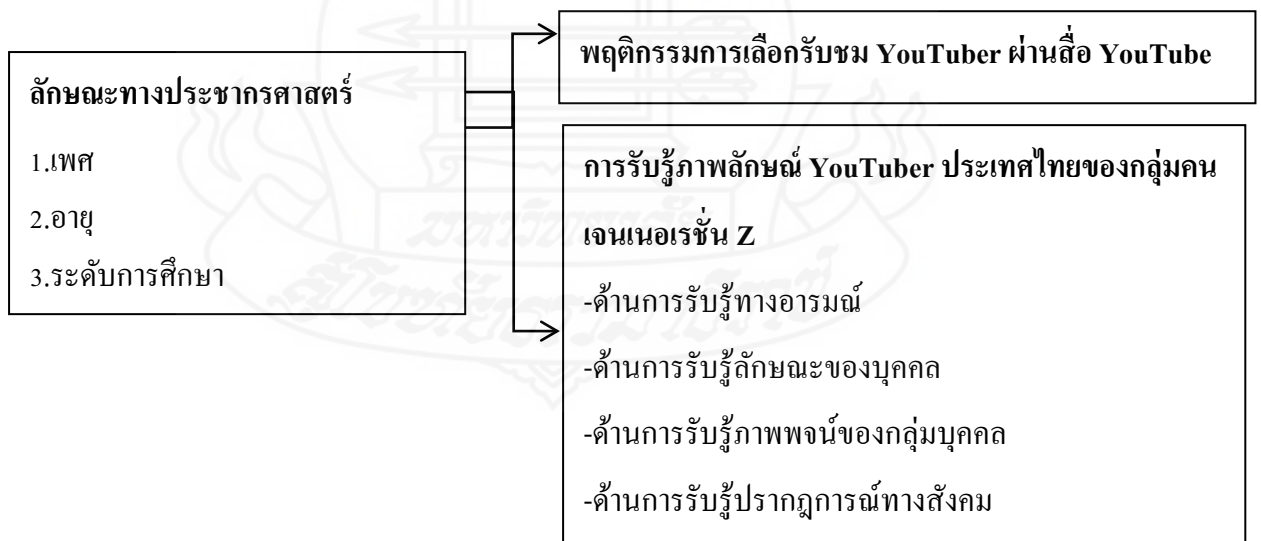 ลักษณะทางประชากรศาสตร์
1.เพศ
2.อายุ
3.ระดับการศึกษา
พฤติกรรมการเลือกรับชม YouTuber ผ่านสื่อ YouTube
การรับรู้ภาพลักษณ์ YouTuber ประเทศไทยของกลุ่มคน
เจนเนอเรชั่น Z
-ด้านการรับรู้ทางอารมณ์
-ด้านการรับรู้ลักษณะของบุคคล
-ด้านการรับรู้ภาพพจน์ของกลุ่มบุคคล
-ด้านการรับรู้ปรากฎการณ์ทางสังคม